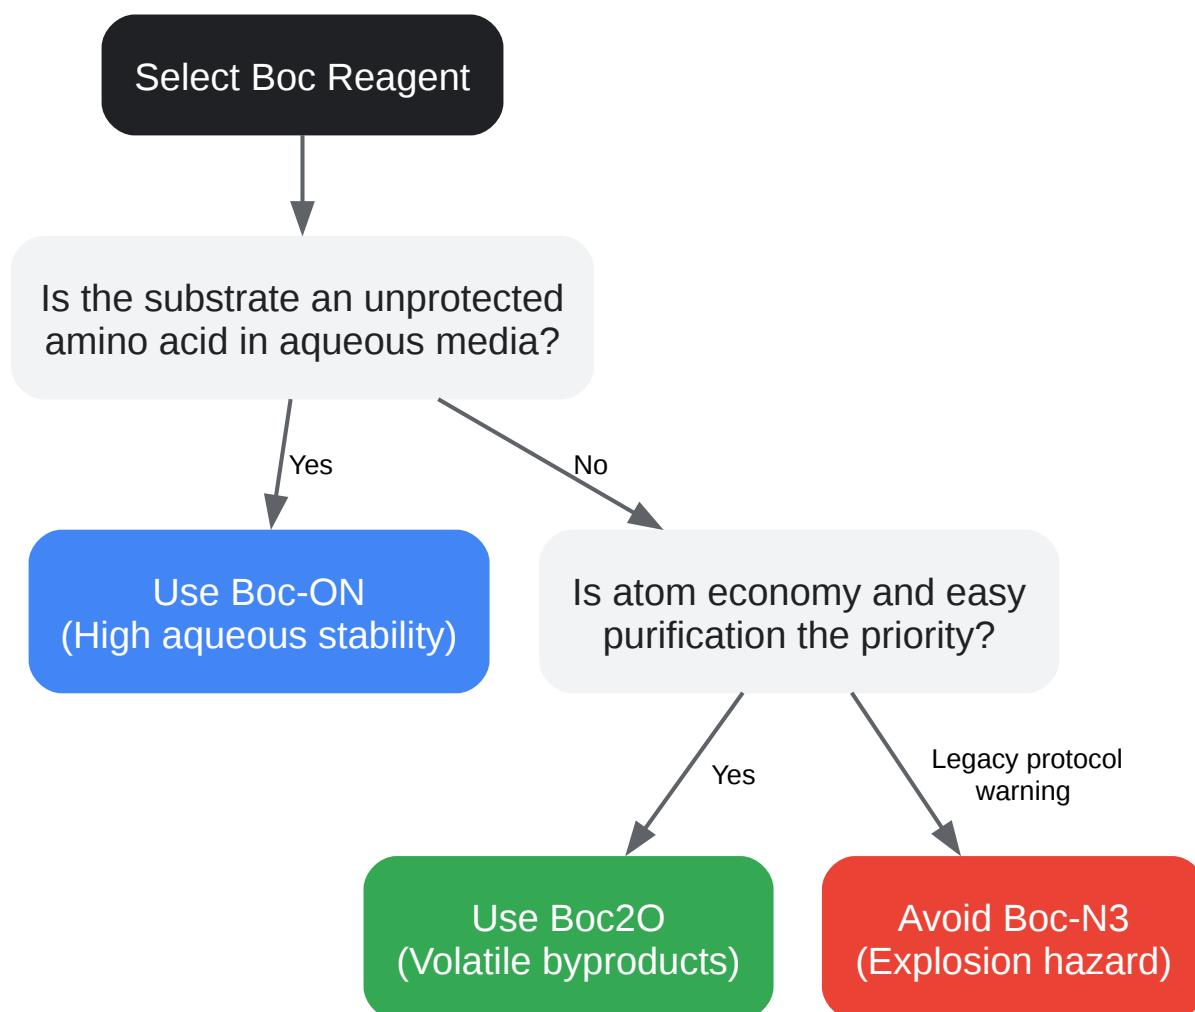 Select Boc Reagent
Is the substrate an unprotected
amino acid in aqueous media?
Yes
No
Use Boc-ON
(High aqueous stability)
Is atom economy and easy
purification the priority?
Yes
Legacy protocol
warning
Use Boc2O
(Volatile byproducts)
Avoid Boc-N3
(Explosion hazard)